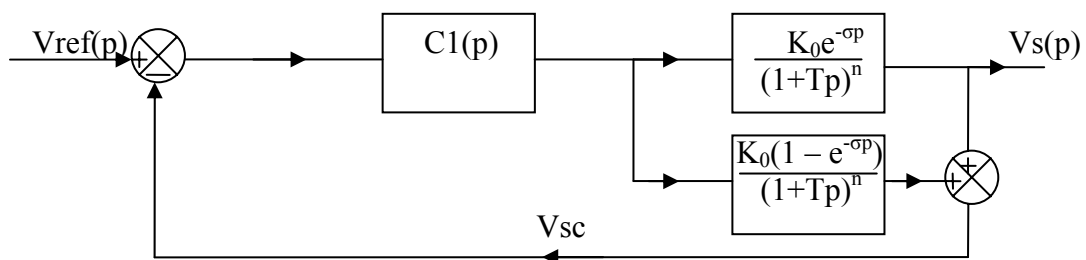 Vref(p)
+
−
C1(p)
K₀e^-σp
(1+Tp)ⁿ
Vs(p)
K₀(1 – e^-σp)
(1+Tp)ⁿ
+
+
Vsc